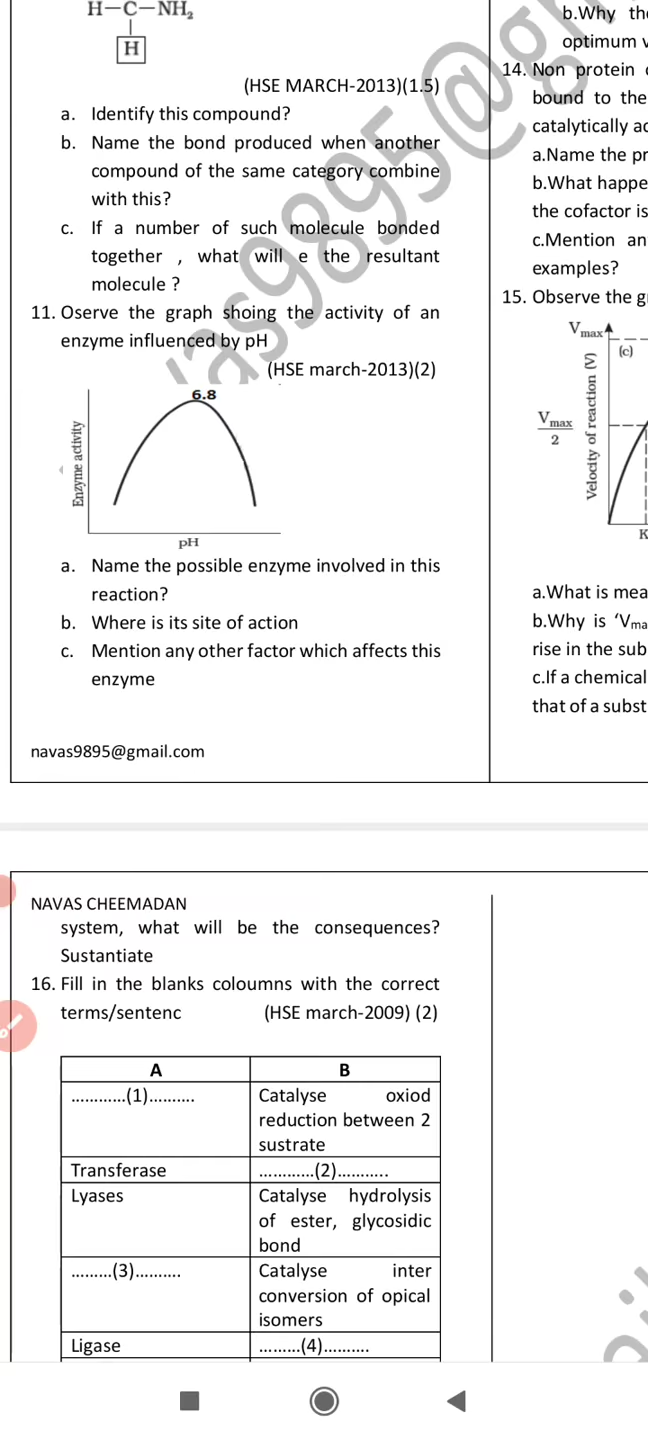 H—C—NH₂
H
(HSE MARCH-2013)(1.5)
a. Identify this compound?
b. Name the bond produced when another
compound of the same category combine
with this?
c. If a number of such molecule bonded
together , what will e the resultant
molecule ?
11. Oserve the graph shoing the activity of an
enzyme influenced by pH
(HSE march-2013)(2)
6.8
Enzyme activity
pH
a. Name the possible enzyme involved in this
reaction?
b. Where is its site of action
c. Mention any other factor which affects this
enzyme
navas9895@gmail.com
b.Why
optimum
14. Non protein
bound to the
catalytically
a.Name the
b.What
the cofactor is
c.Mention an
examples?
15. Observe the
Vmax
(c)
Vmax
2
Velocity of reaction (V)
K
a.What is
b.Why is ‘
rise in the
c.If a chemical
that of a
NAVAS CHEEMADAN
system, what will be the consequences?
Sustantiate
16. Fill in the blanks coloumns with the correct
terms/sentenc (HSE march-2009) (2)
A B
............(1).......... Catalyse oxiod
reduction between 2
sustrate
Transferase ............(2)...........
Lyases Catalyse hydrolysis
of ester, glycosidic
bond
.........(3).......... Catalyse inter
conversion of opical
isomers
Ligase .........(4)..........